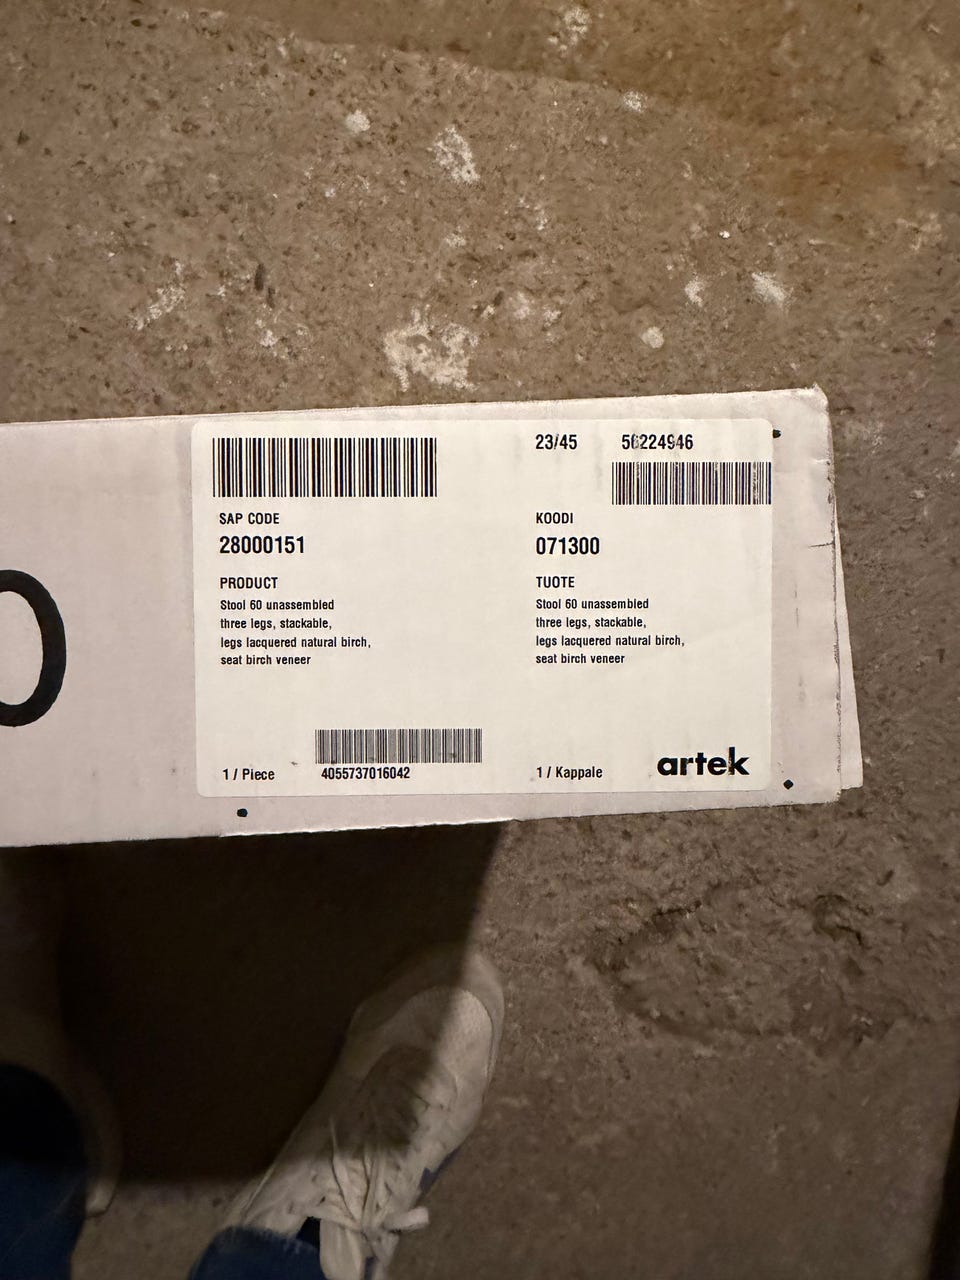 23/45 56224946
SAP CODE
28000151
KOODI
071300
PRODUCT
Stool 60 unassembled
three legs, stackable,
legs lacquered natural birch,
seat birch veneer
TUOTE
Stool 60 unassembled
three legs, stackable,
legs lacquered natural birch,
seat birch veneer
1 / Piece
4055737016042
1 / Kappale
artek